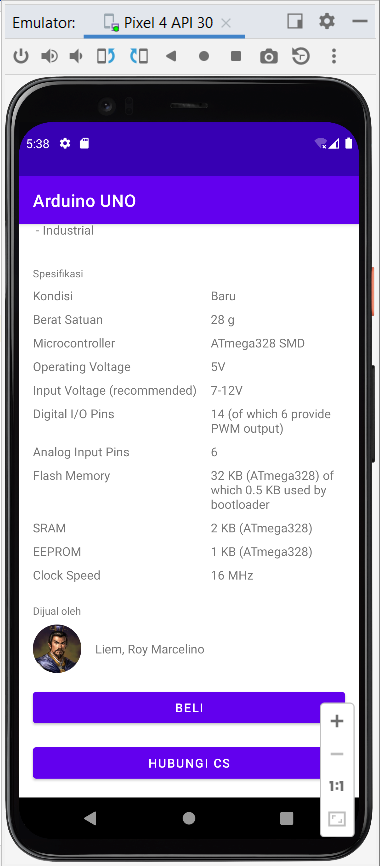 Emulator: Pixel 4 API 30
5:38
Arduino UNO
- Industrial
Spesifikasi
Kondisi Baru
Berat Satuan 28 g
Microcontroller ATmega328 SMD
Operating Voltage 5V
Input Voltage (recommended) 7-12V
Digital I/O Pins 14 (of which 6 provide
PWM output)
Analog Input Pins 6
Flash Memory 32 KB (ATmega328) of
which 0.5 KB used by
bootloader
SRAM 2 KB (ATmega328)
EEPROM 1 KB (ATmega328)
Clock Speed 16 MHz
Dijual oleh
Liem, Roy Marcelino
BELI
HUBUNGI CS
1:1